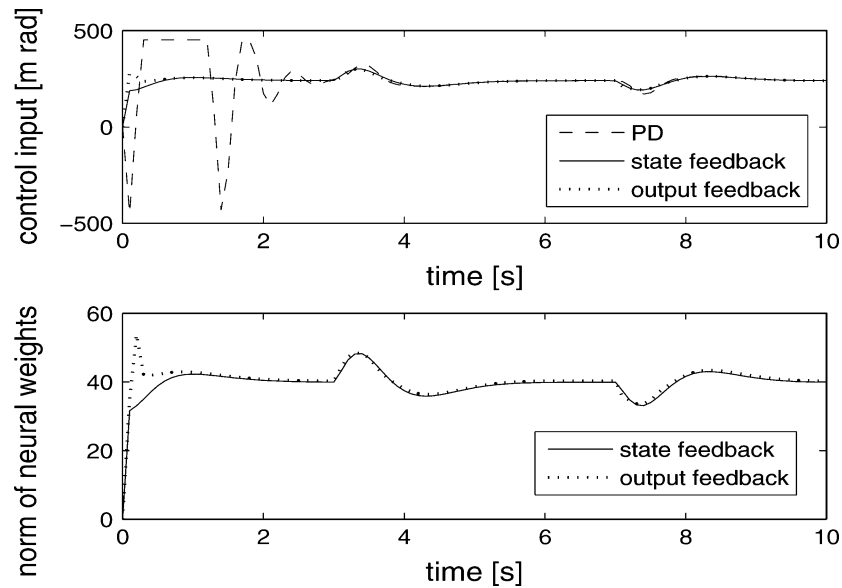 control input [m rad]
500
0
−500
0 2 4 6 8 10
time [s]
PD
state feedback
output feedback
norm of neural weights
60
40
20
0
0 2 4 6 8 10
time [s]
state feedback
output feedback